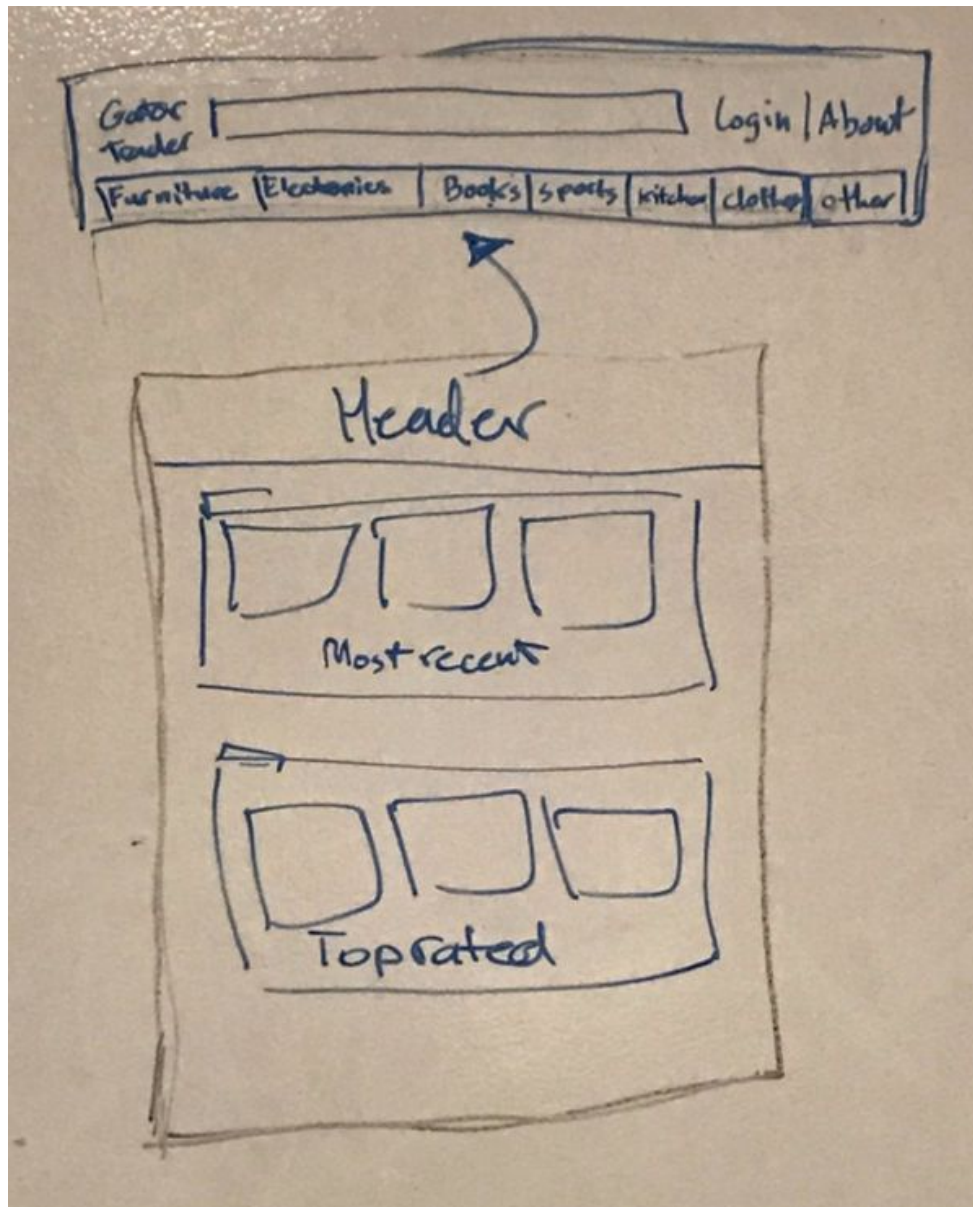 Gator
Trader
Login | About
Furniture | Electronics | Books | sports | kitchen | clothes | other
Header
Most recent
Top rated